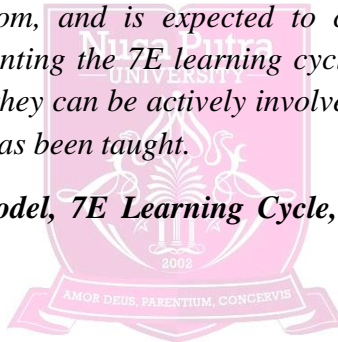 om, and is expected to
Nusa Putra
nting the 7E learning cycl
UNIVERSITY
they can be actively involve
as been taught.
odel, 7E Learning Cycle,
2002
AMOR DEUS, PARENTIUM, CONCERVIS